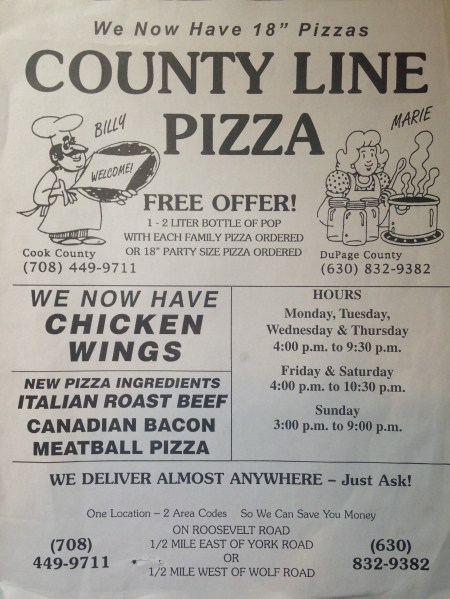 We Now Have 18" Pizzas
COUNTY LINE
PIZZA
BILLY
WELCOME!
MARIE
FREE OFFER!
1 - 2 LITER BOTTLE OF POP
WITH EACH FAMILY PIZZA ORDERED
OR 18" PARTY SIZE PIZZA ORDERED
Cook County
(708) 449-9711
DuPage County
(630) 832-9382
WE NOW HAVE
CHICKEN
WINGS
NEW PIZZA INGREDIENTS
ITALIAN ROAST BEEF
CANADIAN BACON
MEATBALL PIZZA
HOURS
Monday, Tuesday,
Wednesday & Thursday
4:00 p.m. to 9:30 p.m.
Friday & Saturday
4:00 p.m. to 10:30 p.m.
Sunday
3:00 p.m. to 9:00 p.m.
WE DELIVER ALMOST ANYWHERE – Just Ask!
One Location – 2 Area Codes So We Can Save You Money
(708)
449-9711
ON ROOSEVELT ROAD
1/2 MILE EAST OF YORK ROAD
OR
1/2 MILE WEST OF WOLF ROAD
(630)
832-9382